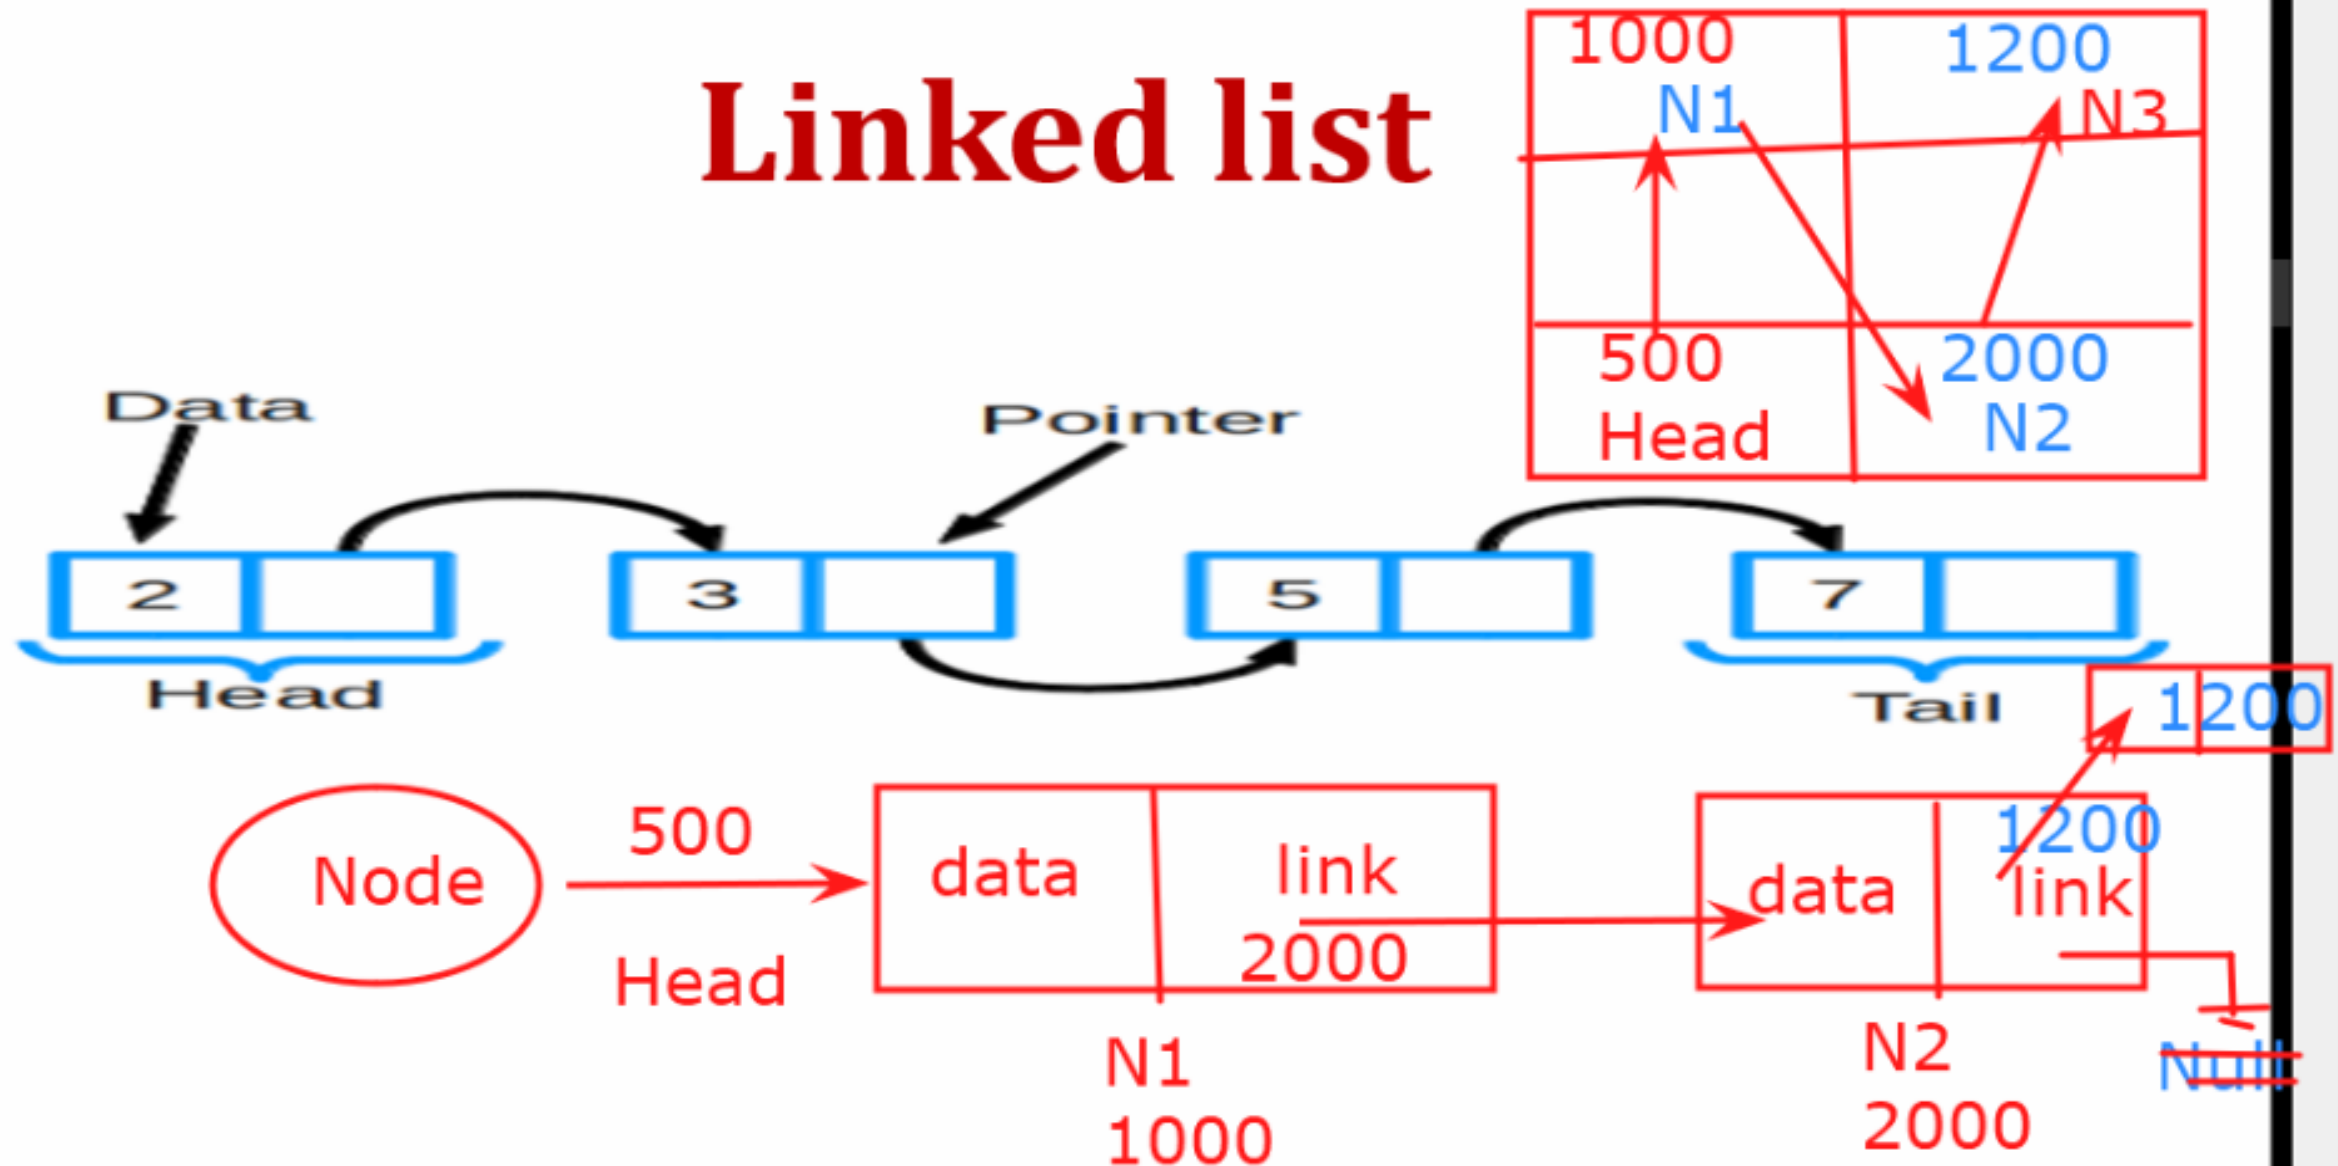 Linked list
1000
N1
1200
N3
500
Head
2000
N2
Data
Pointer
2
3
5
7
Head
Tail
1200
Node
500
Head
data
link
2000
N1
1000
data
1200
link
N2
2000
Null